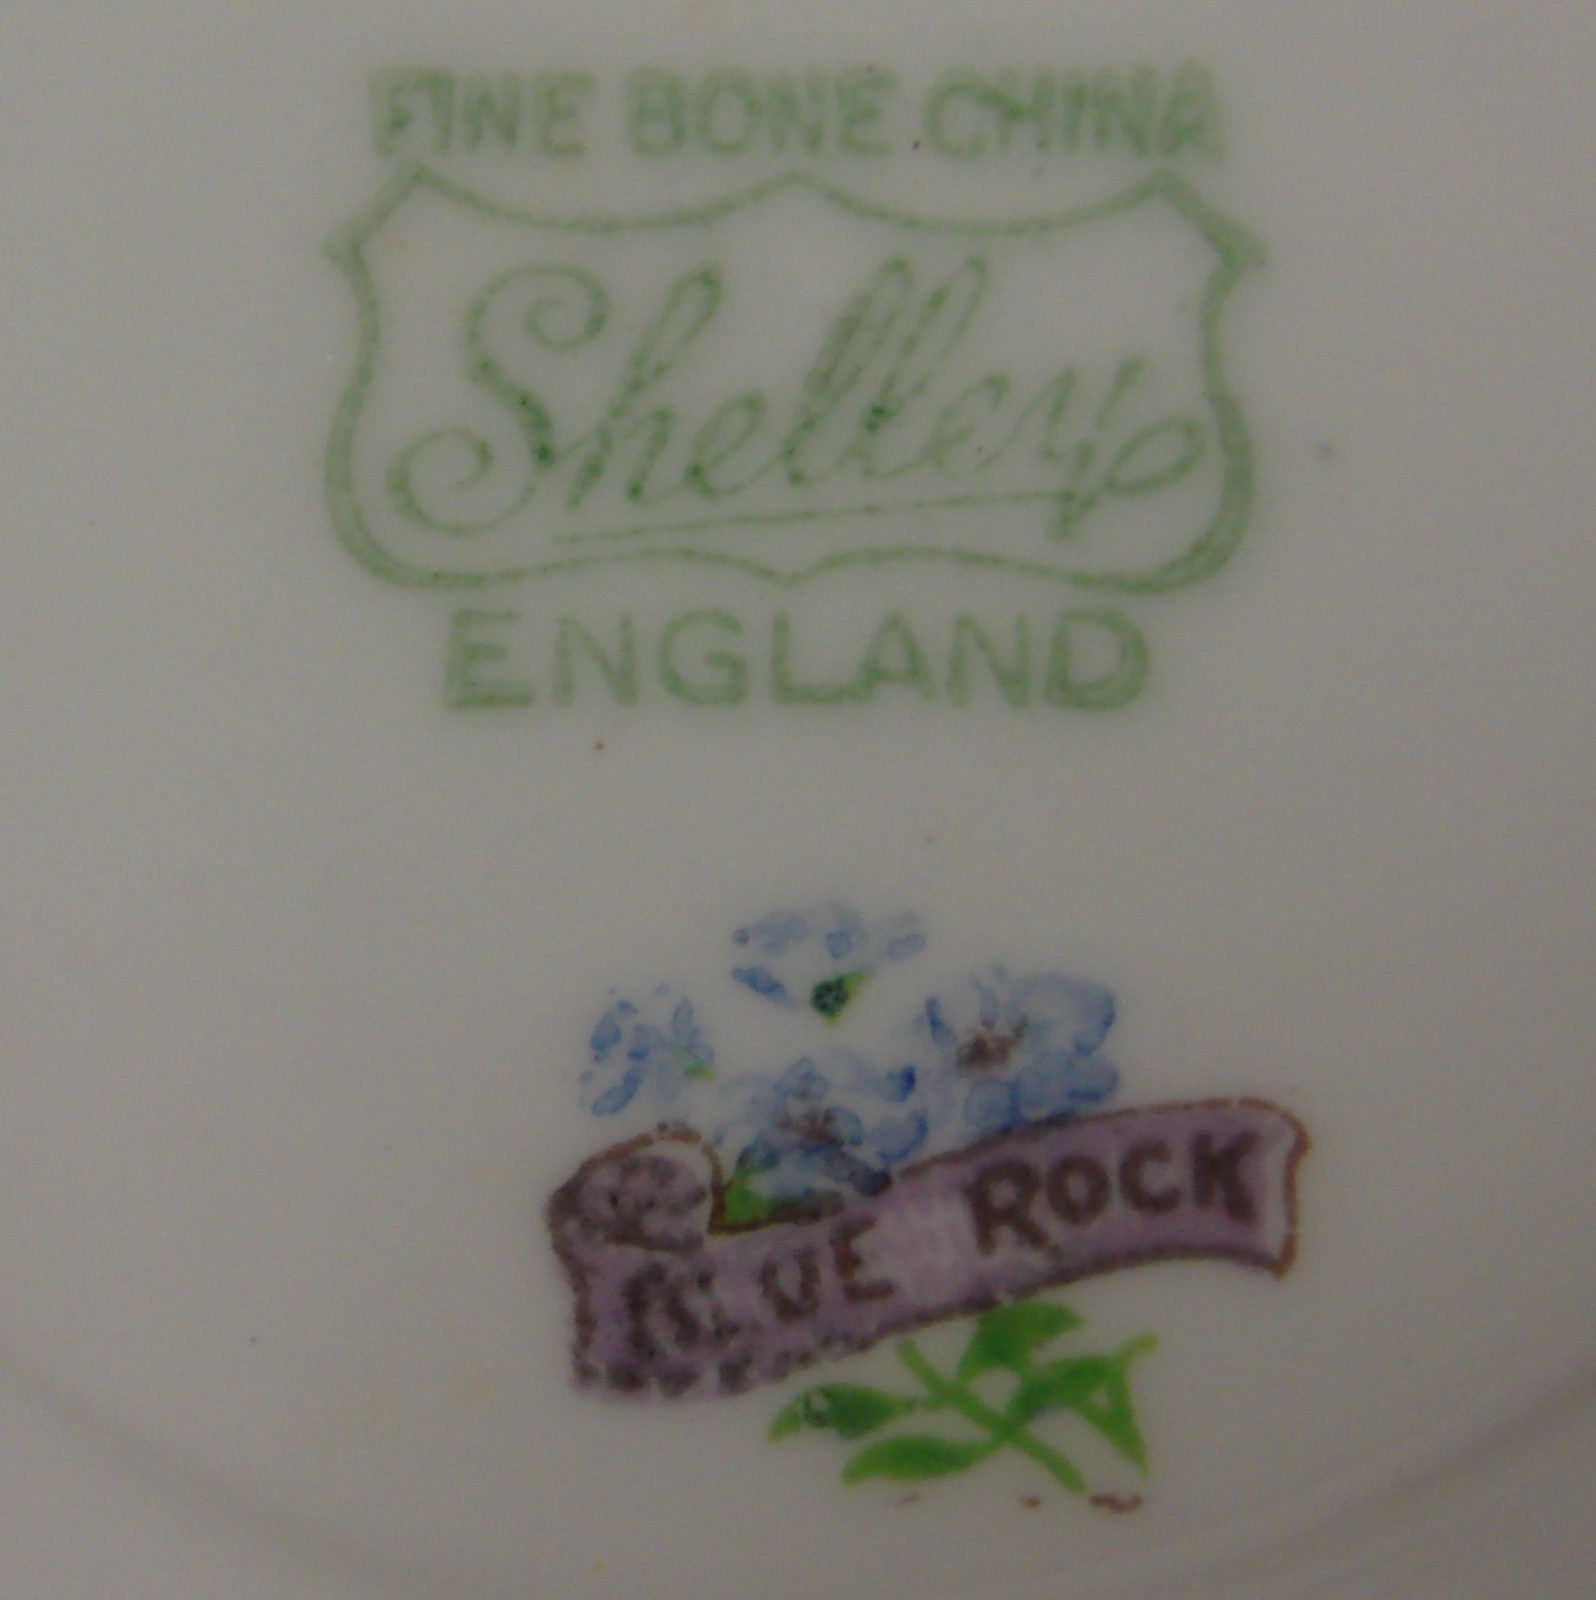 FINE BONE CHINA
Shelley
ENGLAND
BLUE ROCK